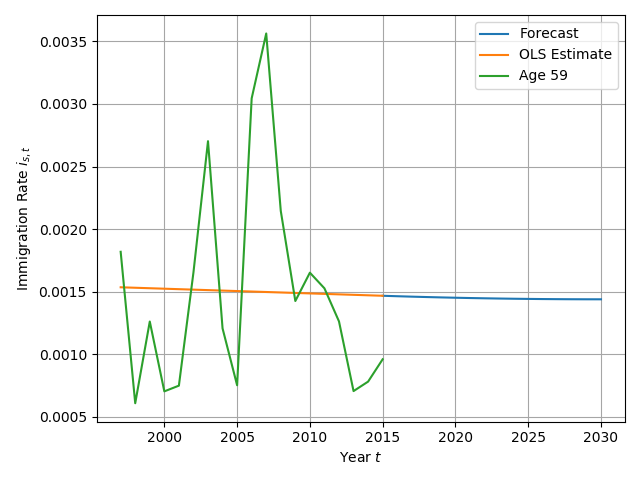 Forecast
OLS Estimate
Age 59
Immigration Rate i_{s,t}
0.0035
0.0030
0.0025
0.0020
0.0015
0.0010
0.0005
2000 2005 2010 2015 2020 2025 2030
Year t